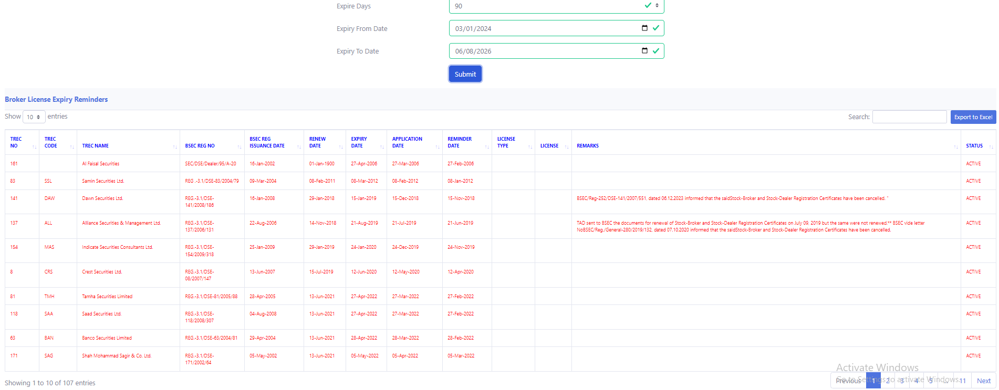 Expire Days 90
Expiry From Date 03/01/2024
Expiry To Date 06/08/2026
Submit
Broker License Expiry Reminders
Show 10 entries Search: Export to Excel
TREC NO TREC CODE TREC NAME BSEC REG NO BSEC REG ISSUANCE DATE RENEW DATE EXPIRY DATE APPLICATION DATE REMINDER DATE LICENSE TYPE LICENSE REMARKS STATUS
161 Al Faisal Securities SEC/DSE/Dealer/95/A-20 16-Jan-2002 01-Jan-1900 27-Apr-2006 27-Mar-2006 27-Feb-2006 ACTIVE
83 SSL Samin Securities Ltd. REG .-3.1/DSE-83/2004/79 09-Mar-2004 08-Feb-2011 08-Mar-2012 08-Feb-2012 08-Jan-2012 ACTIVE
141 DAW Dawn Securities Ltd. REG.-3.1/DSE-141/2008/186 16-Jan-2008 29-Jan-2018 15-Jan-2019 15-Dec-2018 15-Nov-2018 BSEC/Reg-252/DSE-141/2007/551, dated 06.12.2023 informed that the saidStock-Broker and Stock-Dealer Registration Certificates have been cancelled. " ACTIVE
137 ALL Alliance Securities & Management Ltd. REG.-3.1/DSE-137/2006/131 22-Aug-2006 14-Nov-2018 21-Aug-2019 21-Jul-2019 21-Jun-2019 TAD sent to BSEC the documents for renewal of Stock-Broker and Stock-Dealer Registration Certificates on July 09, 2019 but the same were not renewed.** BSEC vide letter NoBSEC/Reg./General-280/2019/132, dated 07.10.2020 informed that the saidStock-Broker and Stock-Dealer Registration Certificates have been cancelled. ACTIVE
154 MAS Indicate Securities Consultants Ltd. REG.-3.1/DSE-154/2009/318 25-Jan-2009 29-Jan-2019 24-Jan-2020 24-Dec-2019 24-Nov-2019 ACTIVE
8 CRS Crest Securities Ltd. REG.-3.1/DSE-08/2007/147 13-Jun-2007 15-Jul-2019 12-Jun-2020 12-May-2020 12-Apr-2020 ACTIVE
81 TMH Tamha Securities Limited REG.-3.1/DSE-81/2005/88 28-Apr-2005 13-Jun-2021 27-Apr-2022 27-Mar-2022 27-Feb-2022 ACTIVE
118 SAA Saad Securities Ltd. REG.-3.1/DSE-118/2008/307 04-Aug-2008 13-Jun-2021 27-Apr-2022 27-Mar-2022 27-Feb-2022 ACTIVE
63 BAN Banco Securities Limited REG.-3.1/DSE-63/2004/81 29-Apr-2004 13-Jun-2021 28-Apr-2022 28-Mar-2022 28-Feb-2022 ACTIVE
171 SAG Shah Mohammad Sagir & Co. Ltd. REG.-3.1/DSE-171/2002/64 05-May-2002 13-Jun-2021 05-May-2022 05-Apr-2022 05-Mar-2022 ACTIVE
Activate Windows
Go to Settings to activate Windows.
Showing 1 to 10 of 107 entries Previous 1 2 3 4 5 ... 11 Next